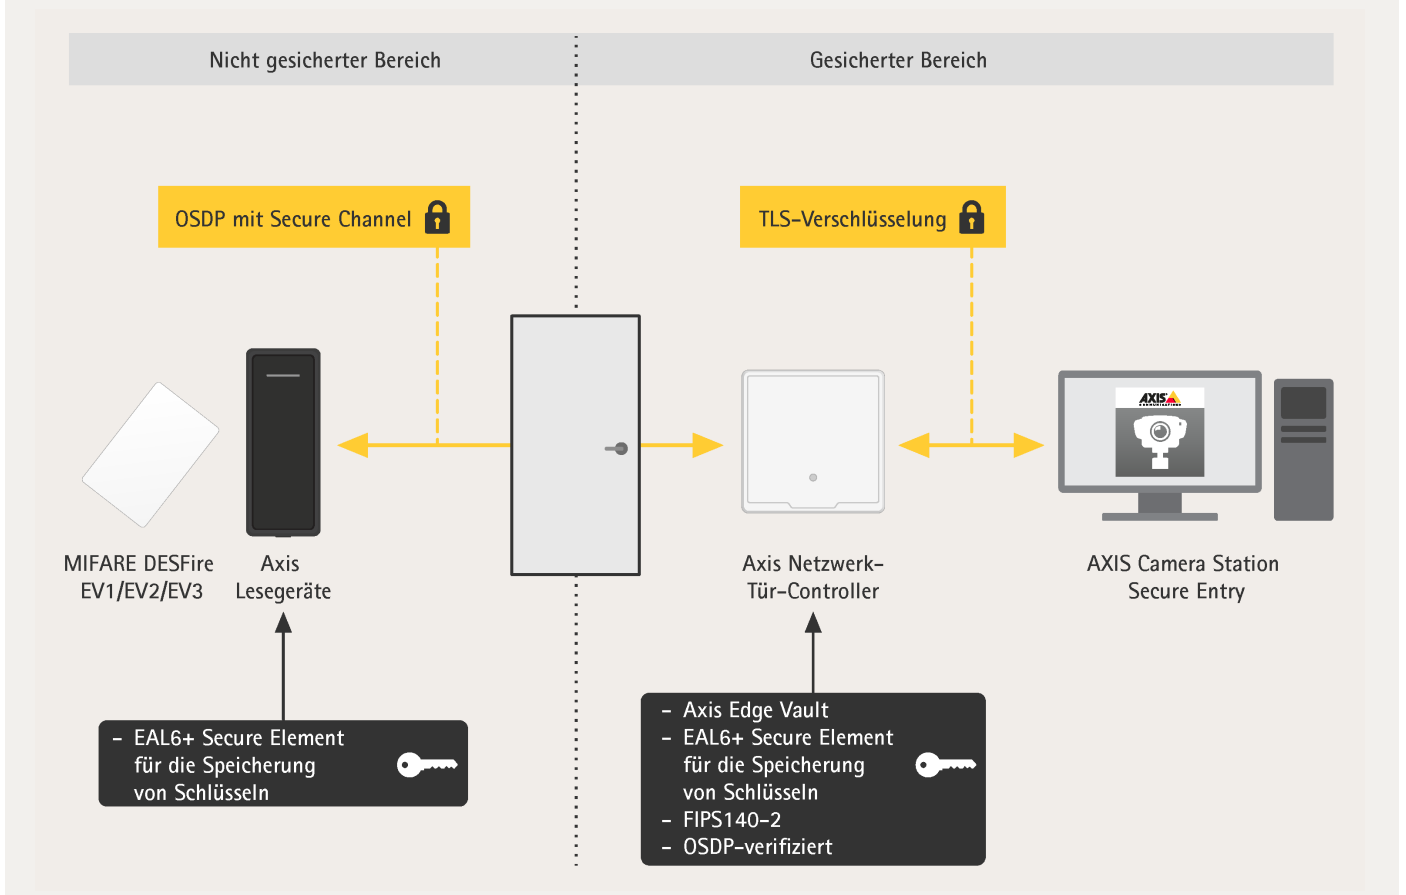 Nicht gesicherter Bereich
Gesicherter Bereich
OSDP mit Secure Channel
TLS-Verschlüsselung
AXIS
COMMUNICATIONS
MIFARE DESFire
EV1/EV2/EV3
Axis
Lesegeräte
Axis Netzwerk-
Tür-Controller
AXIS Camera Station
Secure Entry
- EAL6+ Secure Element
für die Speicherung
von Schlüsseln
- Axis Edge Vault
- EAL6+ Secure Element
für die Speicherung
von Schlüsseln
- FIPS140-2
- OSDP-verifiziert